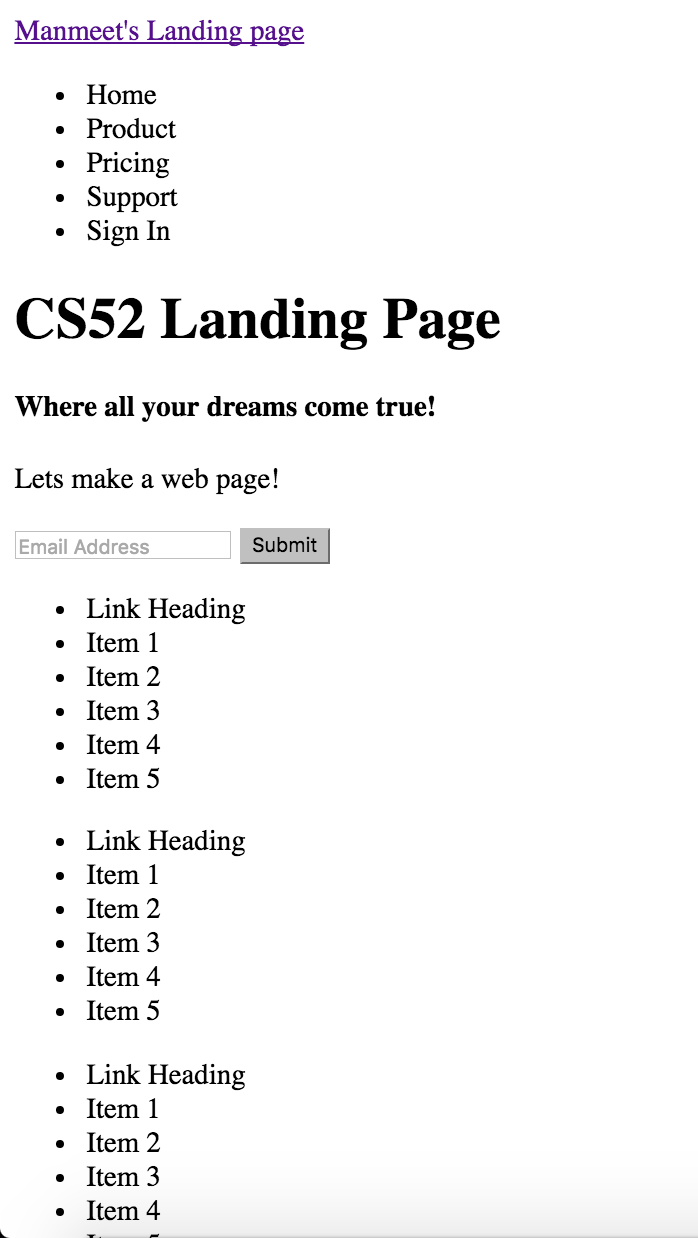 Manmeet's Landing page
Home
Product
Pricing
Support
Sign In
CS52 Landing Page
Where all your dreams come true!
Lets make a web page!
Email Address Submit
Link Heading
Item 1
Item 2
Item 3
Item 4
Item 5
Link Heading
Item 1
Item 2
Item 3
Item 4
Item 5
Link Heading
Item 1
Item 2
Item 3
Item 4